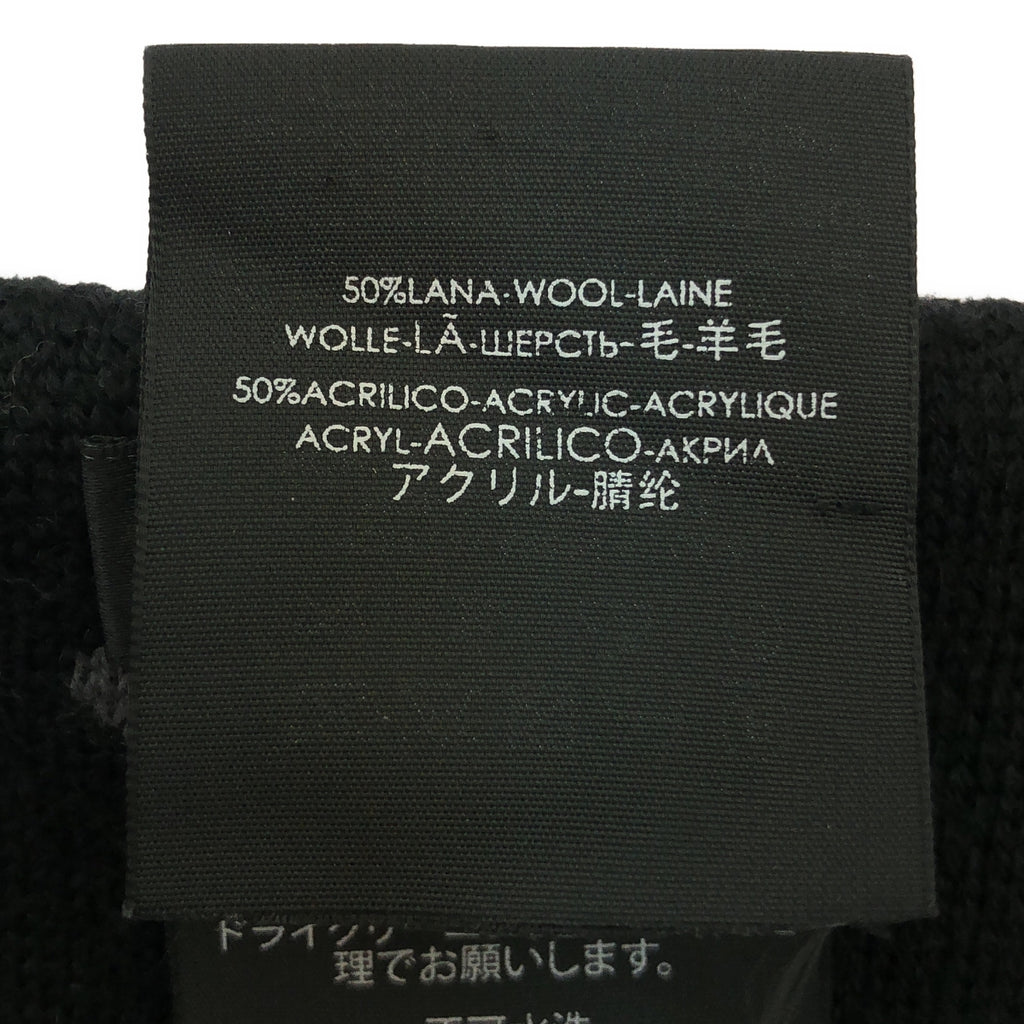 50%LANA-WOOL-LAINE
WOLLE-LÃ-ШЕРСТЬ-毛-羊毛
50%ACRILICO-ACRYLIC-ACRYLIQUE
ACRYL-ACRILICO-АКРИЛ
アクリル-腈纶
理でお願いします。